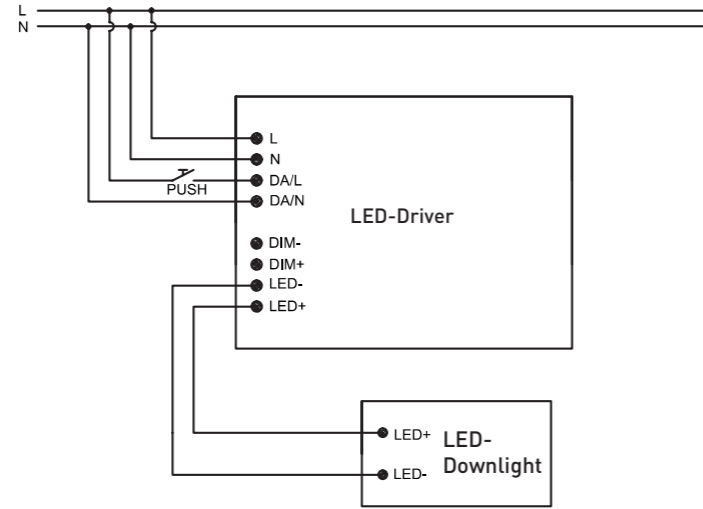 L
N
L
N
PUSH
DA/L
DA/N
LED-Driver
DIM-
DIM+
LED-
LED+
LED+
LED-
Downlight
LED-